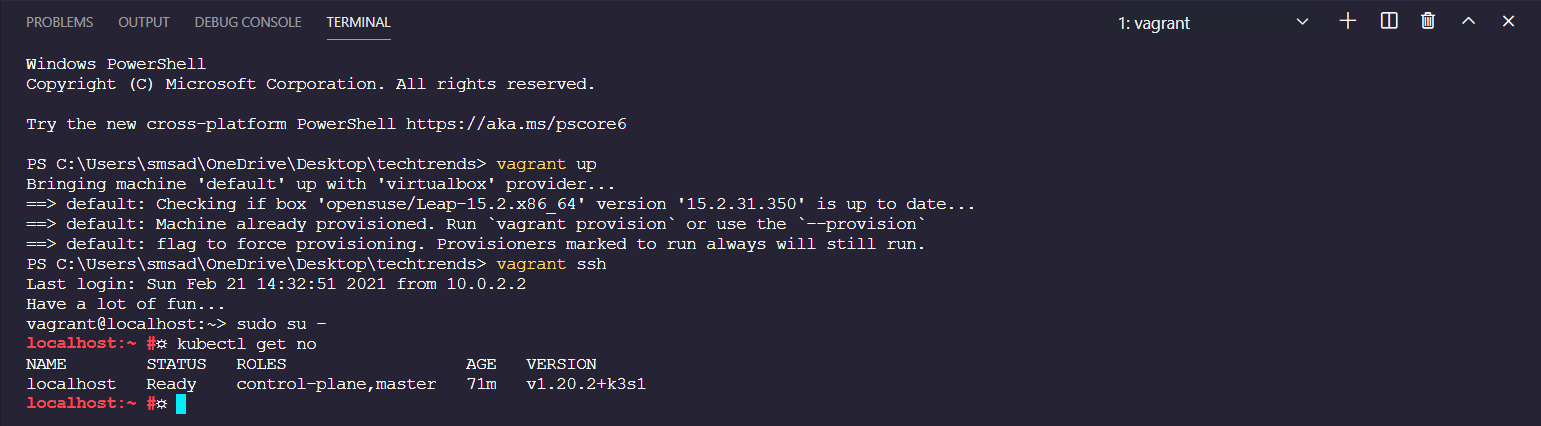 PROBLEMS OUTPUT DEBUG CONSOLE TERMINAL 1: vagrant
Windows PowerShell
Copyright (C) Microsoft Corporation. All rights reserved.
Try the new cross-platform PowerShell https://aka.ms/pscore6
PS C:\Users\smsad\OneDrive\Desktop\techtrends> vagrant up
Bringing machine 'default' up with 'virtualbox' provider...
==> default: Checking if box 'opensuse/Leap-15.2.x86_64' version '15.2.31.350' is up to date...
==> default: Machine already provisioned. Run `vagrant provision` or use the `--provision`
==> default: flag to force provisioning. Provisioners marked to run always will still run.
PS C:\Users\smsad\OneDrive\Desktop\techtrends> vagrant ssh
Last login: Sun Feb 21 14:32:51 2021 from 10.0.2.2
Have a lot of fun...
vagrant@localhost:~> sudo su -
localhost:~ #☼ kubectl get no
NAME STATUS ROLES AGE VERSION
localhost Ready control-plane,master 71m v1.20.2+k3s1
localhost:~ #☼